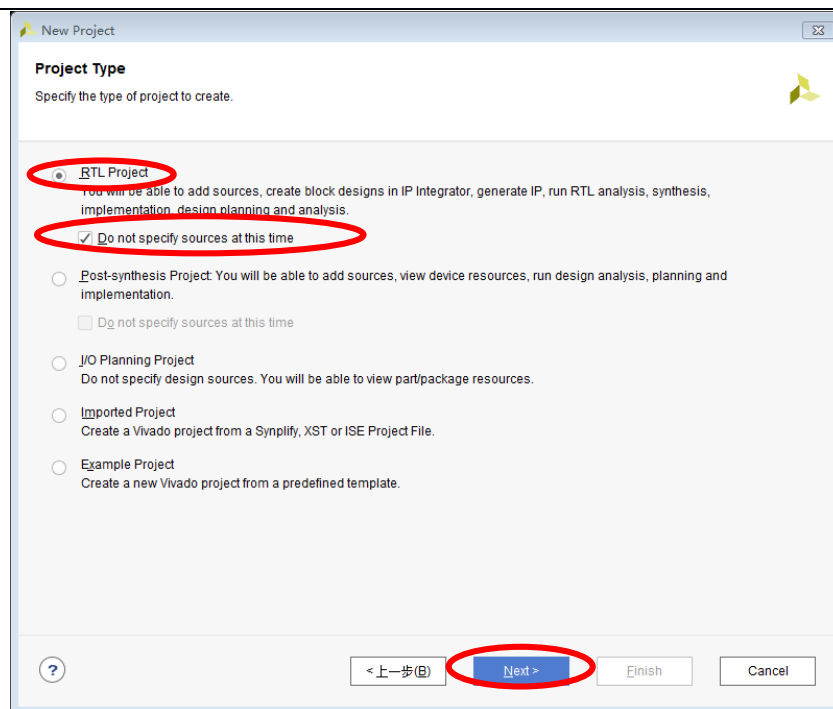 New Project
Project Type
Specify the type of project to create.
RTL Project
You will be able to add sources, create block designs in IP Integrator, generate IP, run RTL analysis, synthesis,
implementation, design planning and analysis.
Do not specify sources at this time
Post-synthesis Project: You will be able to add sources, view device resources, run design analysis, planning and
implementation.
Do not specify sources at this time
I/O Planning Project
Do not specify design sources. You will be able to view part/package resources.
Imported Project
Create a Vivado project from a Synplify, XST or ISE Project File.
Example Project
Create a new Vivado project from a predefined template.
? < 上一步(B) Next > Finish Cancel